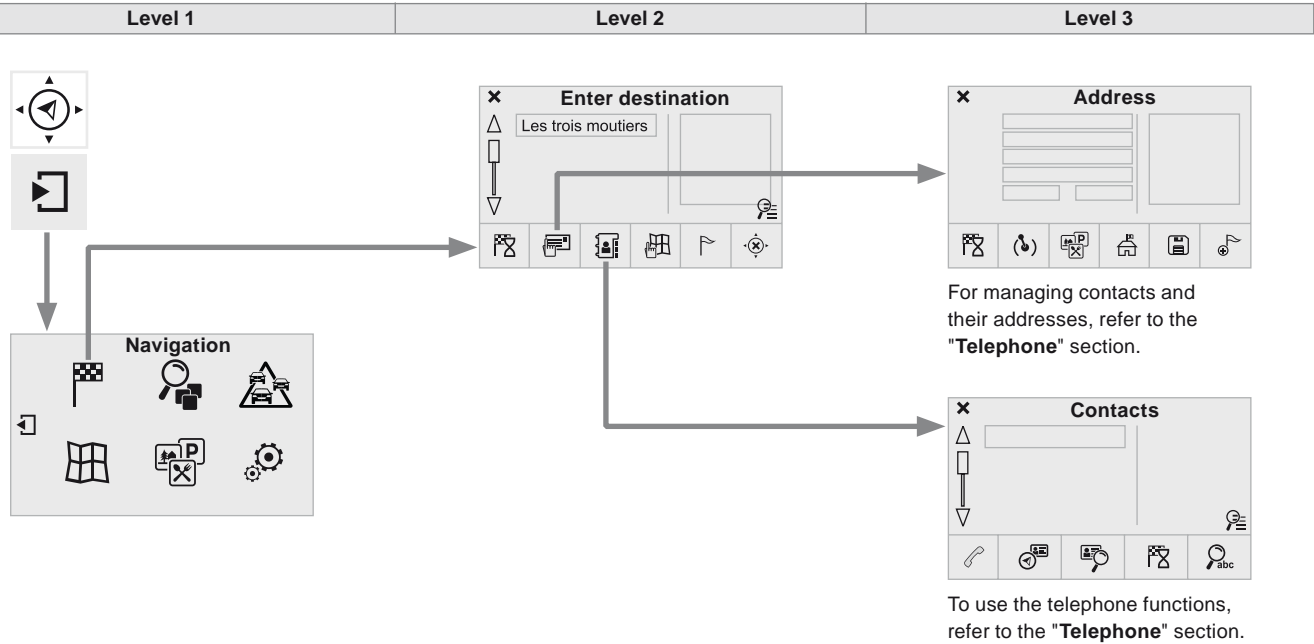 Level 1
Level 2
Level 3
Enter destination
Les trois moutiers
Address
For managing contacts and
their addresses, refer to the
"Telephone" section.
Navigation
P
Contacts
abc
To use the telephone functions,
refer to the "Telephone" section.